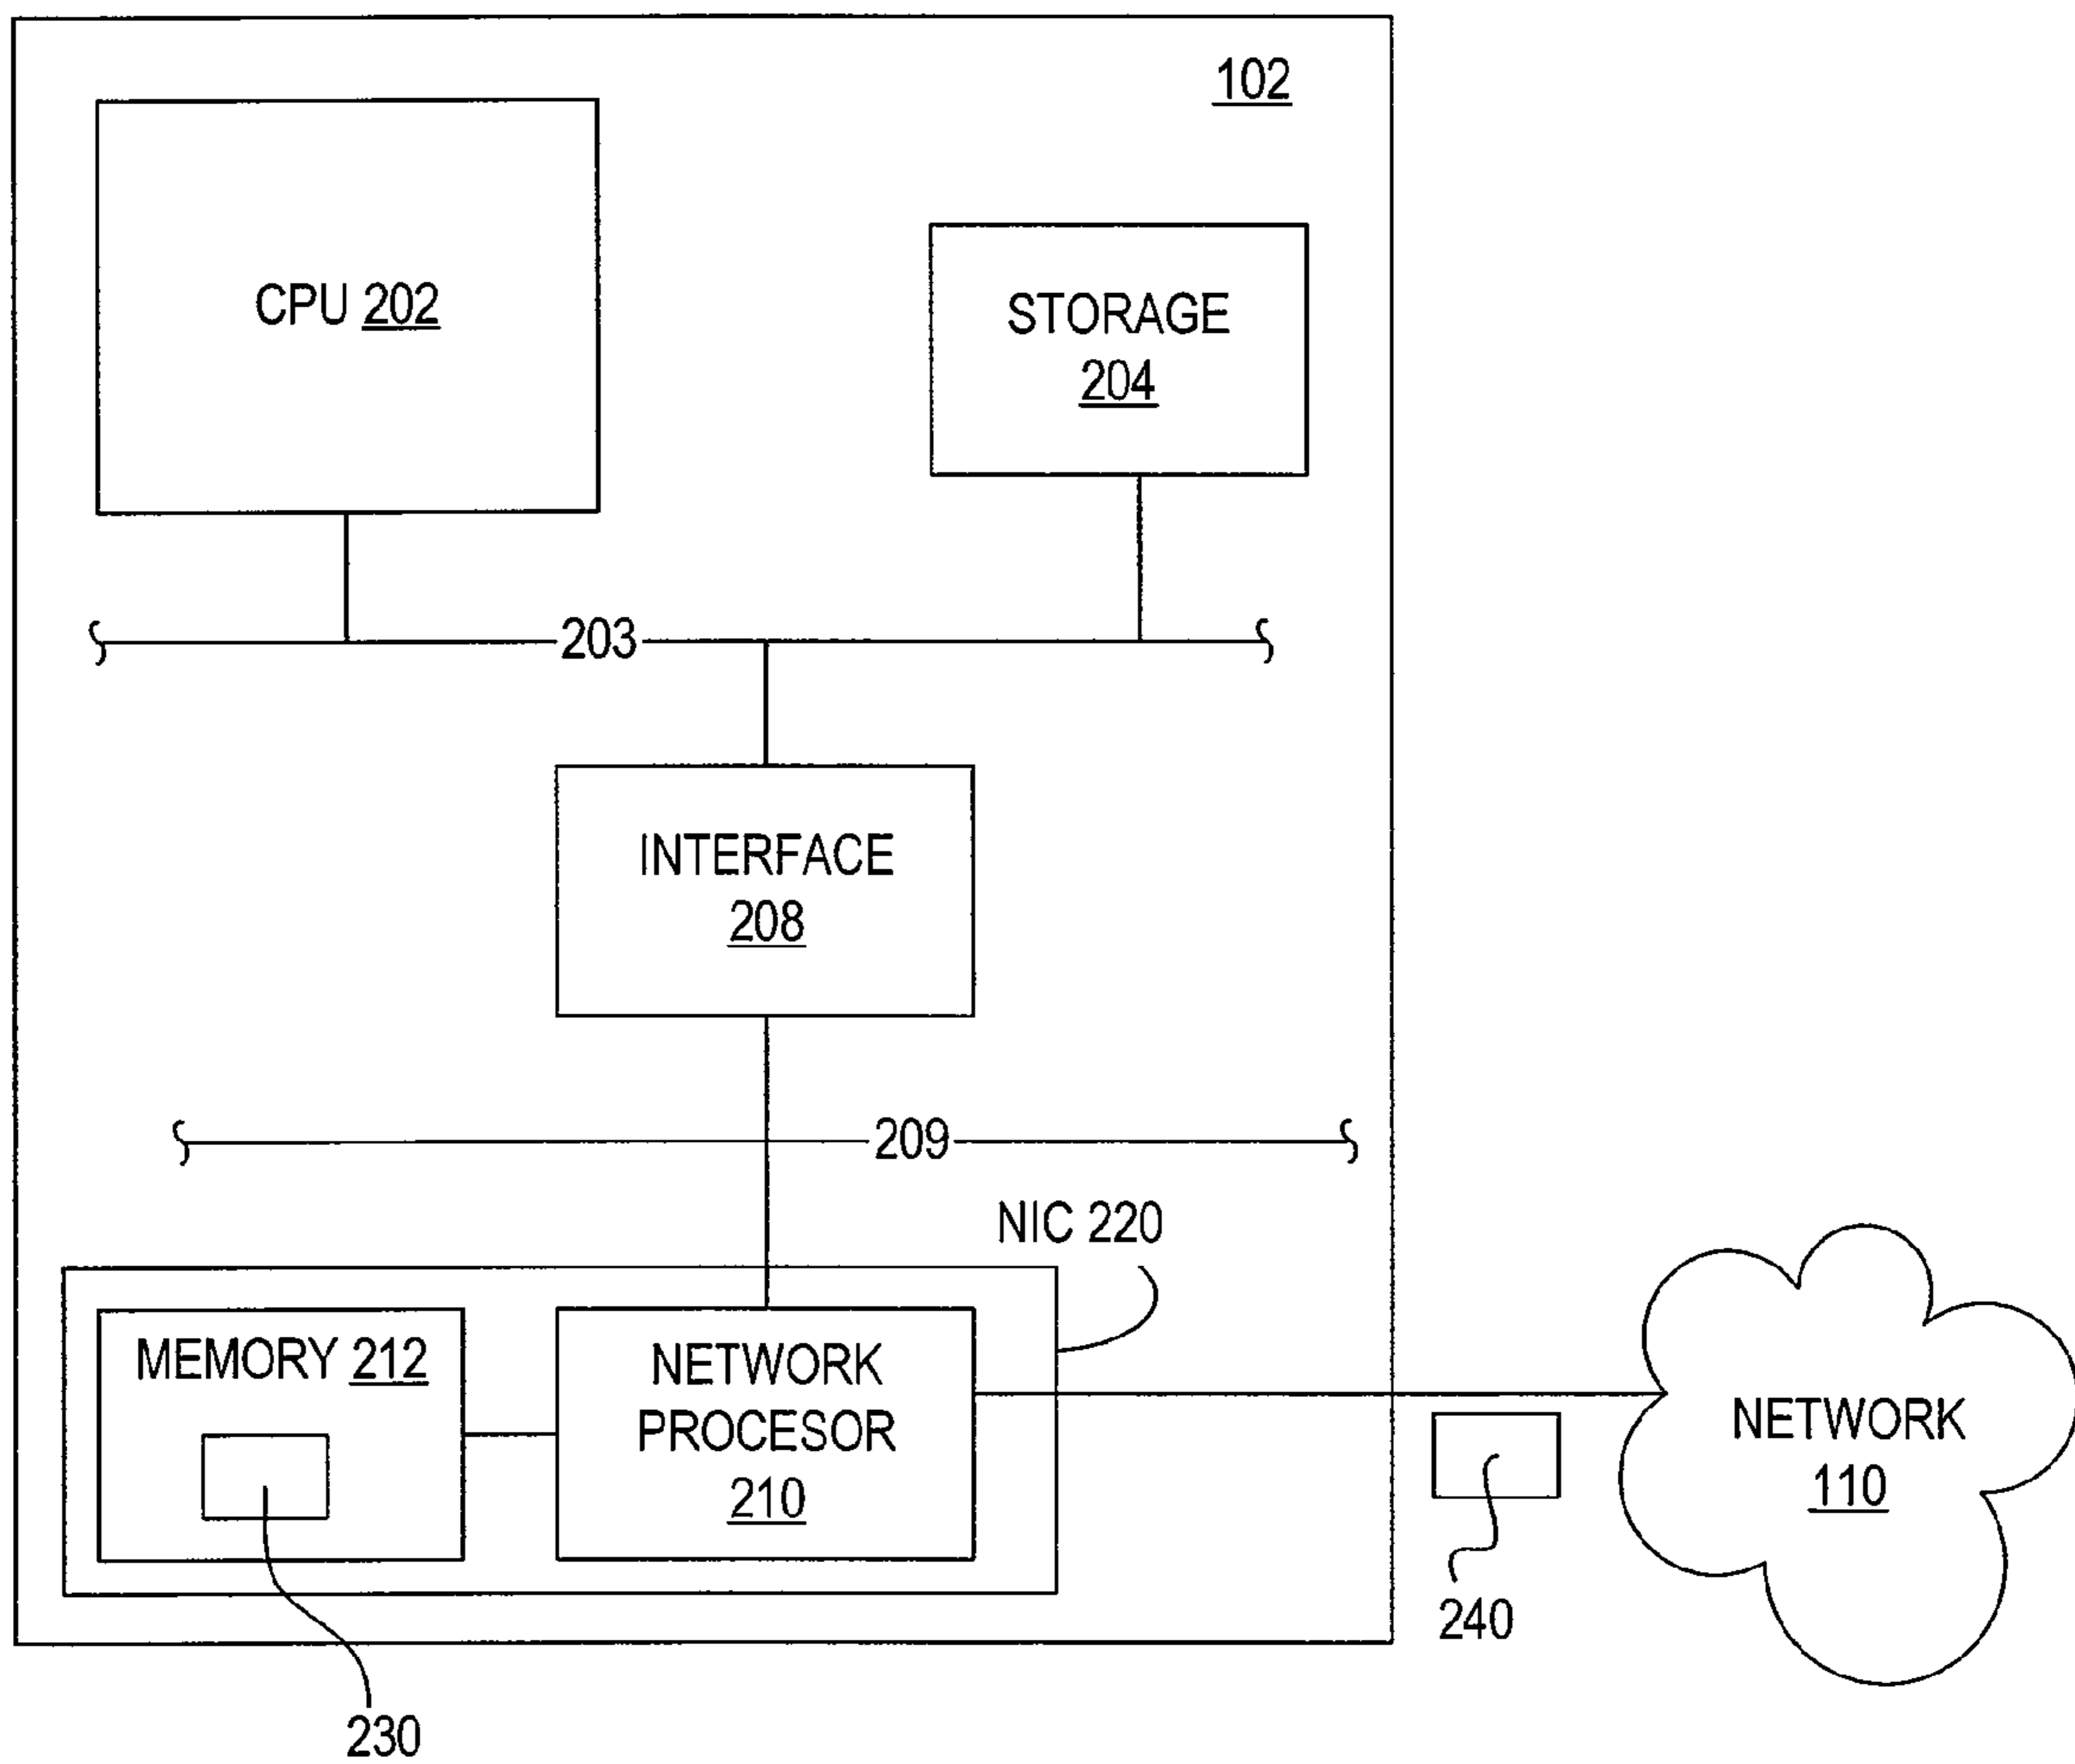 102
CPU 202
STORAGE
204
203
INTERFACE
208
209
NIC 220
MEMORY 212
NETWORK
PROCESOR
210
NETWORK
110
240
230